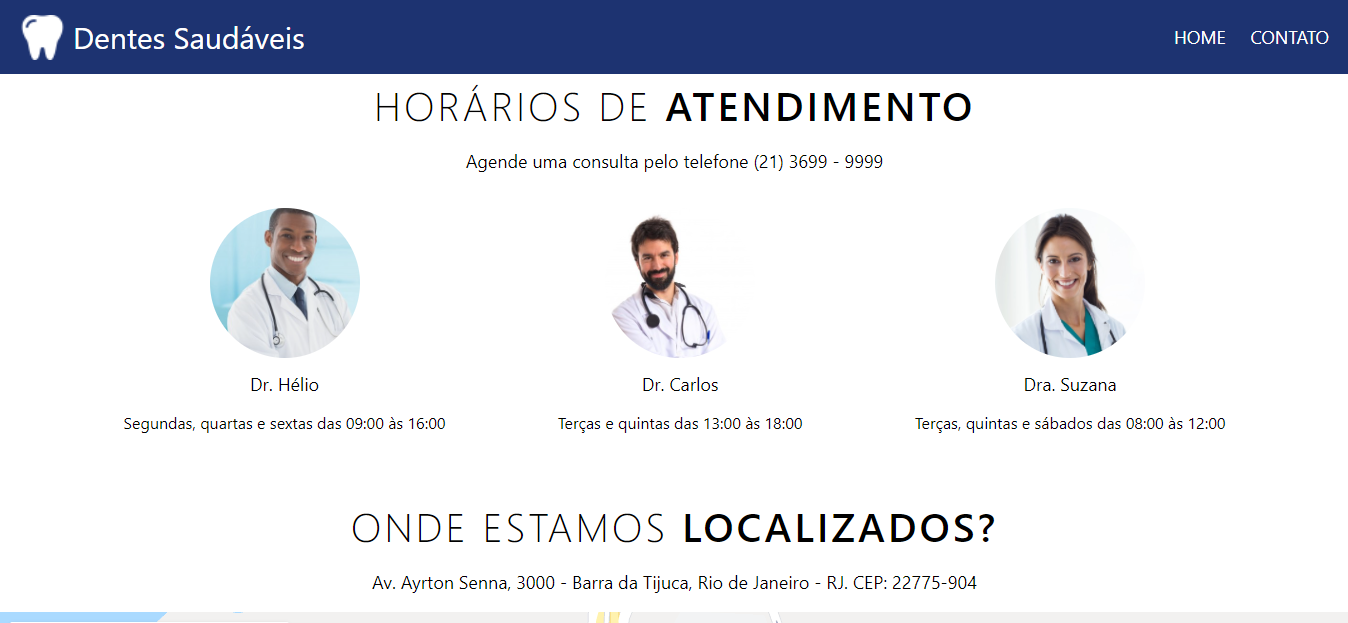 Dentes Saudáveis
HOME CONTATO
HORÁRIOS DE ATENDIMENTO
Agende uma consulta pelo telefone (21) 3699 - 9999
Dr. Hélio
Segundas, quartas e sextas das 09:00 às 16:00
Dr. Carlos
Terças e quintas das 13:00 às 18:00
Dra. Suzana
Terças, quintas e sábados das 08:00 às 12:00
ONDE ESTAMOS LOCALIZADOS?
Av. Ayrton Senna, 3000 - Barra da Tijuca, Rio de Janeiro - RJ. CEP: 22775-904